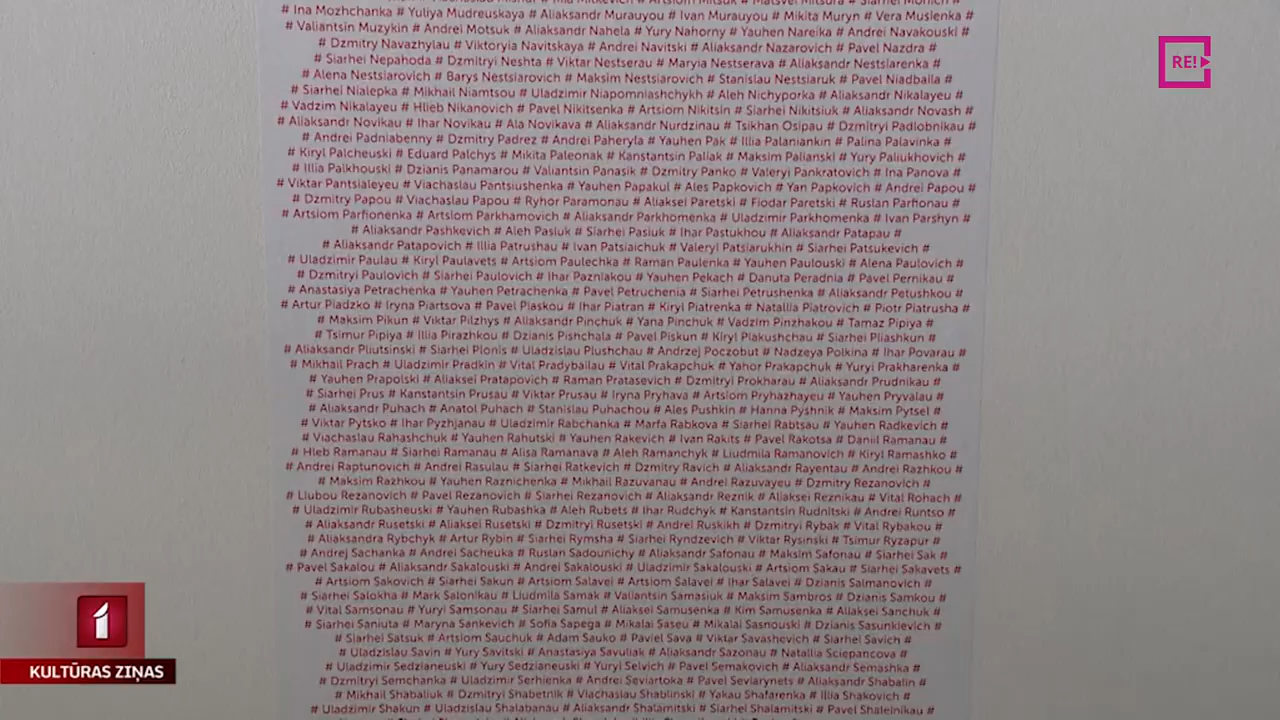 # Ina Mozhchanka # Yuliya Mudreuskaya # Aliaksandr Murauyou # Ivan Murauyou # Mikita Muryn # Vera Musienka #
# Valiantsin Muzykin # Andrei Motsuk # Aliaksandr Nahela # Yury Nahorny # Yauhen Nareika # Andrei Navakouski #
# Dzmitry Navazhylau # Viktoryia Navitskaya # Andrei Navitski # Aliaksandr Nazarovich # Pavel Nazdra #
RE!
# Siarhei Nepahoda # Dzmitryi Neshta # Viktar Nestserau # Maryia Nestserava # Aliaksandr Nestsiarenka #
# Alena Nestsiarovich # Barys Nestsiarovich # Maksim Nestsiarovich # Stanislau Nestsiaruk # Pavel Niadbaila #
# Siarhei Nialepka # Mikhail Niamtsou # Uladzimir Niapomniashchykh # Aleh Nichyporka # Aliaksandr Nikalayeu #
# Vadzim Nikalayeu # Hlieb Nikanovich # Pavel Nikitsenka # Artsiom Nikitsin # Siarhei Nikitsiuk # Aliaksandr Novash #
# Aliaksandr Novikau # Ihar Novikau # Ala Novikava # Aliaksandr Nurdzinau # Tsikhan Osipau # Dzmitryi Padlobnikau #
# Andrei Padniabenny # Dzmitry Padrez # Andrei Paheryla # Yauhen Pak # Illia Palaniankin # Palina Palavinka #
# Kiryl Palcheuski # Eduard Palchys # Mikita Paleonak # Kanstantsin Paliak # Maksim Palianski # Yury Paliukhovich #
# Illia Palkhouski # Dzianis Panamarou # Valiantsin Panasik # Dzmitry Panko # Valeryi Pankratovich # Ina Panova #
# Viktar Pantsialeyeu # Viachaslau Pantsiushenka # Yauhen Papakul # Ales Papkovich # Yan Papkovich # Andrei Papou #
# Dzmitry Papou # Viachaslau Papou # Ryhor Paramonau # Aliaksei Paretski # Fiodar Paretski # Ruslan Parfionau #
# Artsiom Parfionenka # Artsiom Parkhamovich # Aliaksandr Parkhomenka # Uladzimir Parkhomenka # Ivan Parshyn #
# Aliaksandr Pashkevich # Aleh Pasiuk # Siarhei Pasiuk # Ihar Pastukhou # Aliaksandr Patapau #
# Aliaksandr Patapovich # Illia Patrushau # Ivan Patsiaichuk # Valeryi Patsiarukhin # Siarhei Patsukevich #
# Uladzimir Paulau # Kiryl Paulavets # Artsiom Paulechka # Raman Paulenka # Yauhen Paulouski # Alena Paulovich #
# Dzmitryi Paulovich # Siarhei Paulovich # Ihar Pazniakou # Yauhen Pekach # Danuta Peradnia # Pavel Pernikau #
# Anastasiya Petrachenka # Yauhen Petrachenka # Pavel Petruchenia # Siarhei Petrushenka # Aliaksandr Petushkou #
# Artur Piadzko # Iryna Piartsova # Pavel Piaskou # Ihar Piatran # Kiryl Piatrenka # Natallia Piatrovich # Piotr Piatrusha #
# Maksim Pikun # Viktar Pilzhys # Aliaksandr Pinchuk # Yana Pinchuk # Vadzim Pinzhakou # Tamaz Pipiya #
# Tsimur Pipiya # Illia Pirazhkou # Dzianis Pishchala # Pavel Piskun # Kiryl Plakushchau # Siarhei Pliashkun #
# Aliaksandr Pliutsinski # Siarhei Plonis # Uladzislau Plushchau # Andrzej Poczobut # Nadzeya Polkina # Ihar Povarau #
# Mikhail Prach # Uladzimir Pradkin # Vital Pradybailau # Vital Prakapchuk # Yahor Prakapchuk # Yuryi Prakharenka #
# Yauhen Prapolski # Aliaksei Pratapovich # Raman Pratasevich # Dzmitryi Prokharau # Aliaksandr Prudnikau #
# Siarhei Prus # Kanstantsin Prusau # Viktar Prusau # Iryna Pryhava # Artsiom Pryhazhayeu # Yauhen Pryvalau #
# Aliaksandr Puhach # Anatol Puhach # Stanislau Puhachou # Ales Pushkin # Hanna Pyshnik # Maksim Pytsel #
# Viktar Pytsko # Ihar Pyzhjanau # Uladzimir Rabchanka # Marfa Rabkova # Siarhei Rabtsau # Yauhen Radkevich #
# Viachaslau Rahashchuk # Yauhen Rahutski # Yauhen Rakevich # Ivan Rakits # Pavel Rakotsa # Daniil Ramanau #
# Hleb Ramanau # Siarhei Ramanau # Alisa Ramanava # Aleh Ramanchyk # Liudmila Ramanovich # Kiryl Ramashko #
# Andrei Raptunovich # Andrei Rasulau # Siarhei Ratkevich # Dzmitry Ravich # Aliaksandr Rayentau # Andrei Razhkou #
# Maksim Razhkou # Yauhen Raznichenka # Mikhail Razuvanau # Andrei Razuvayeu # Dzmitry Rezanovich #
# Liubou Rezanovich # Pavel Rezanovich # Siarhei Rezanovich # Aliaksandr Reznik # Aliaksei Reznikau # Vital Rohach #
# Uladzimir Rubasheuski # Yauhen Rubashka # Aleh Rubets # Ihar Rudchyk # Kanstantsin Rudnitski # Andrei Runtso #
# Aliaksandr Rusetski # Aliaksei Rusetski # Dzmitryi Rusetski # Andrei Ruskikh # Dzmitryi Rybak # Vital Rybakou #
# Aliaksandra Rybchyk # Artur Rybin # Siarhei Rymsha # Siarhei Ryndzevich # Viktar Rysinski # Tsimur Ryzapur #
# Andrej Sachanka # Andrei Sacheuka # Ruslan Sadounichy # Aliaksandr Safonau # Maksim Safonau # Siarhei Sak #
# Pavel Sakalou # Aliaksandr Sakalouski # Andrei Sakalouski # Uladzimir Sakalouski # Artsiom Sakau # Siarhei Sakavets #
# Artsiom Sakovich # Siarhei Sakun # Artsiom Salavei # Artsiom Salavei # Ihar Salavei # Dzianis Salmanovich #
# Siarhei Salokha # Mark Salonikau # Liudmila Samak # Valiantsin Samasiuk # Maksim Sambros # Dzianis Samkou #
# Vital Samsonau # Yuryi Samsonau # Siarhei Samul # Aliaksei Samusenka # Kim Samusenka # Aliaksei Sanchuk #
# Siarhei Saniuta # Maryna Sankevich # Sofia Sapega # Mikalai Saseu # Mikalai Sasnouski # Dzianis Sasunkievich #
# Siarhei Satsuk # Artsiom Sauchuk # Adam Sauko # Paviel Sava # Viktar Savashevich # Siarhei Savich #
# Uladzislau Savin # Yury Savitski # Anastasiya Savuliak # Aliaksei Sazonau # Natallia Sciepancova #
# Uladzimir Sedzianeuski # Yury Sedzianeuski # Yuryi Selvich # Pavel Semakovich # Aliaksandr Semashka #
# Dzmitryi Semchanka # Uladzimir Serhienka # Andrei Seviartoka # Pavel Seviarynets # Aliaksandr Shabalin #
# Mikhail Shabaliuk # Dzmitryi Shabetnik # Viachaslau Shablinski # Yakau Shafarenka # Illia Shakovich #
# Uladzimir Shakun # Uladzislau Shalabanau # Aliaksandr Shalamitski # Siarhei Shalamitski # Pavel Shaleinikau #
1
KULTŪRAS ZIŅAS